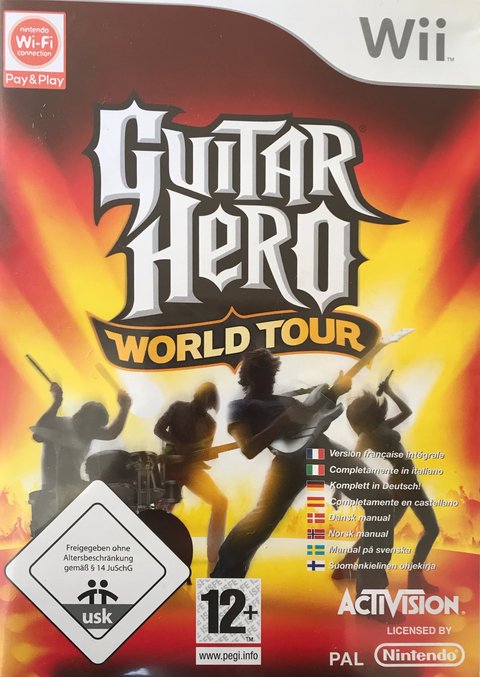 nintendo
Wi-Fi
connection
Pay & Play
Wii
TM
GUITAR
HERO
®
WORLD TOUR
Version française intégrale
Completamente in italiano
Komplett in Deutsch!
Completamente en castellano
Dansk manual
Norsk manual
Manual på svenska
Suomenkielinen ohjekirja
Freigegeben ohne
Altersbeschränkung
gemäß § 14 JuSchG
usk
12+
TM
www.pegi.info
ACTIVISION
LICENSED BY
PAL Nintendo